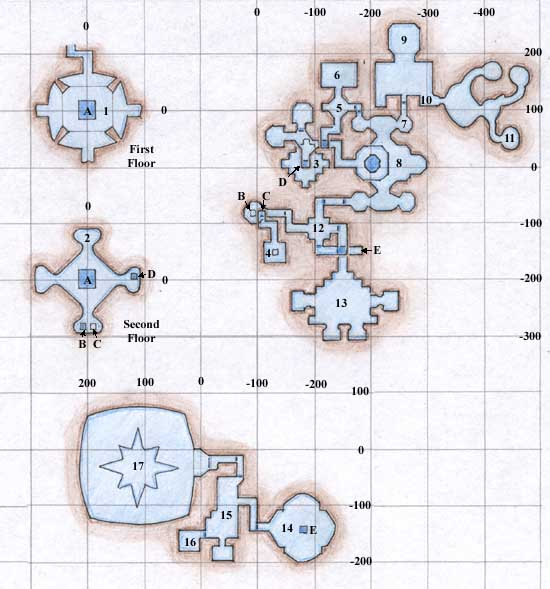 0 -100 -200 -300 -400
0
9 200
6
A 1 0 5 10 100
7 11
First
Floor
3 8 0
D
B C
0
2
12 -100
4 E
A D 0 -200
13
Second
Floor
B C -300
200 100 0 -100 -200 100
17 0
15 -100
14 E
16
-200